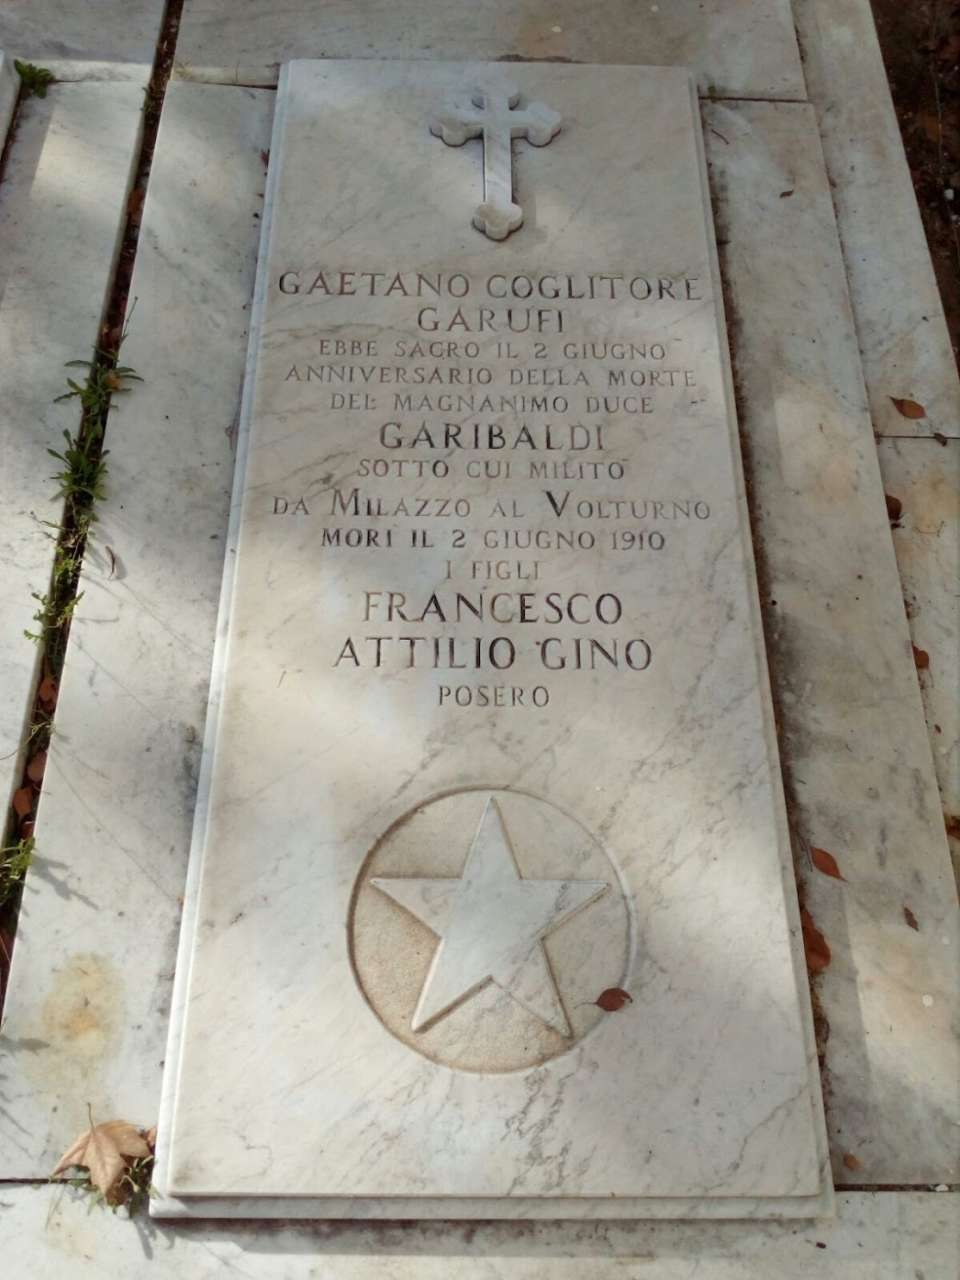 GAETANO COGLITORE
GARUFI
EBBE SACRO IL 2 GIUGNO
ANNIVERSARIO DELLA MORTE
DEL MAGNANIMO DUCE
GARIBALDI
SOTTO CUI MILITÒ
DA MILAZZO AL VOLTURNO
MORÌ IL 2 GIUGNO 1910
I FIGLI
FRANCESCO
ATTILIO GINO
POSERO